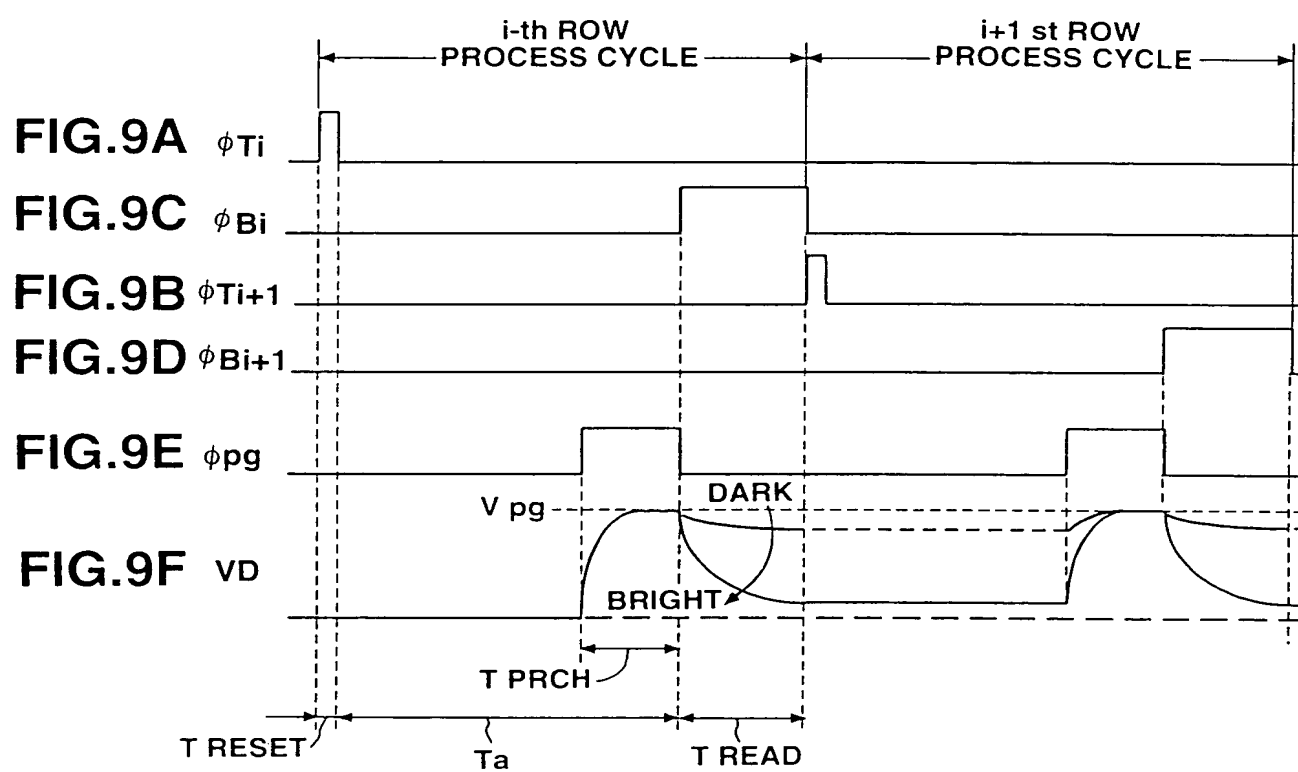 i-th ROW
PROCESS CYCLE
i+1 st ROW
PROCESS CYCLE
FIG.9A φTi
FIG.9C φBi
FIG.9B φTi+1
FIG.9D φBi+1
FIG.9E φpg
V pg
DARK
FIG.9F VD
BRIGHT
T PRCH
T RESET
Ta
T READ